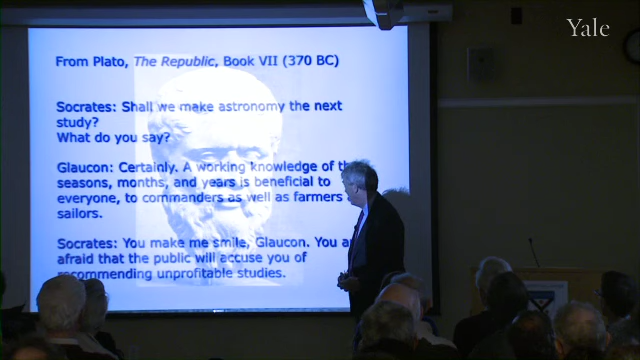 Yale
From Plato, The Republic, Book VII (370 BC)
Socrates: Shall we make astronomy the next
study?
What do you say?
Glaucon: Certainly. A working knowledge of
seasons, months, and years is beneficial to
everyone, to commanders as well as farmers
sailors.
Socrates: You make me smile, Glaucon. You
afraid that the public will accuse you of
recommending unprofitable studies.